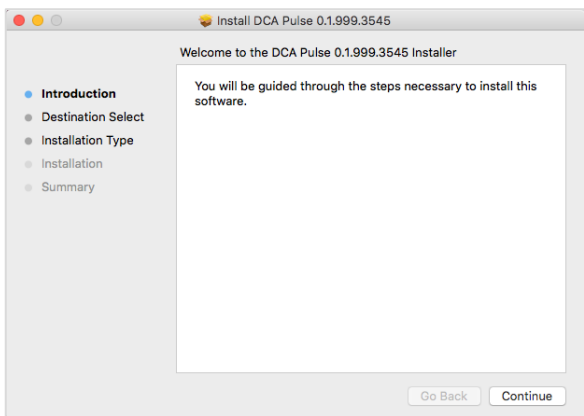 Install DCA Pulse 0.1.999.3545
Welcome to the DCA Pulse 0.1.999.3545 Installer
Introduction
Destination Select
Installation Type
Installation
Summary
You will be guided through the steps necessary to install this
software.
Go Back
Continue